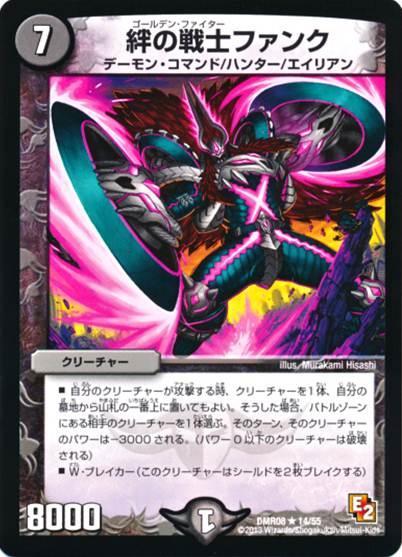 7
ゴールデン・ファイター
絆の戦士ファンク
デーモン・コマンド/ハンター/エイリアン
illus. Murakami Hisashi
クリーチャー
■自分のクリーチャーが攻撃する時、クリーチャーを1体、自分の
墓地から山札の一番上に置いてもよい。そうした場合、バトルゾーン
にある相手のクリーチャーを1体選ぶ。そのターン、そのクリーチャー
のパワーは-3000される。(パワー0以下のクリーチャーは破壊
される)
■W・ブレイカー(このクリーチャーはシールドを2枚ブレイクする)
8000
1
DMR08 ★ 14/55
©2013 Wizards/Shogakukan/Mitsui-Kids
E2